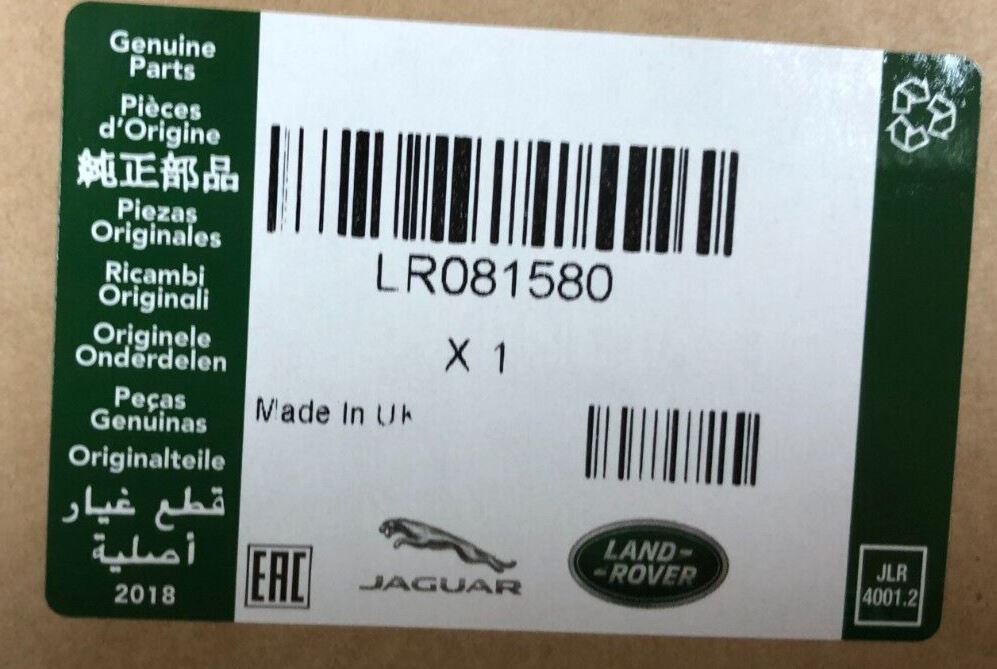 Genuine
Parts
Pièces
d'Origine
純正部品
Piezas
Originales
Ricambi
Originali
Originele
Onderdelen
Peças
Genuinas
Originalteile
قطع غيار
أصلية
2018
LR081580
X 1
Made In UK
EAC
JAGUAR
LAND-
-ROVER
JLR
4001.2